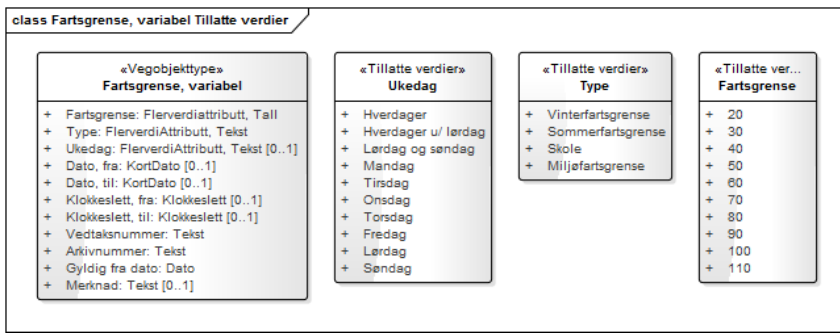 class Fartsgrense, variabel Tillatte verdier
«Vegobjekttype»
Fartsgrense, variabel
+ Fartsgrense: Flerverdiattributt, Tall
+ Type: FlerverdiAttributt, Tekst
+ Ukedag: FlerverdiAttributt, Tekst [0..1]
+ Dato, fra: KortDato [0..1]
+ Dato, til: KortDato [0..1]
+ Klokkeslett, fra: Klokkeslett [0..1]
+ Klokkeslett, til: Klokkeslett [0..1]
+ Vedtaksnummer: Tekst
+ Arkivnummer: Tekst
+ Gyldig fra dato: Dato
+ Merknad: Tekst [0..1]
«Tillatte verdier»
Ukedag
+ Hverdager
+ Hverdager u/ lørdag
+ Lørdag og søndag
+ Mandag
+ Tirsdag
+ Onsdag
+ Torsdag
+ Fredag
+ Lørdag
+ Søndag
«Tillatte verdier»
Type
+ Vinterfartsgrense
+ Sommerfartsgrense
+ Skole
+ Miljøfartsgrense
«Tillatte ver...
Fartsgrense
+ 20
+ 30
+ 40
+ 50
+ 60
+ 70
+ 80
+ 90
+ 100
+ 110